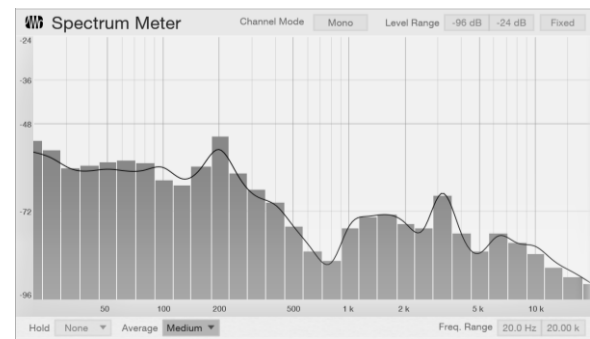 Spectrum Meter Channel Mode Mono Level Range -96 dB -24 dB Fixed
-24
-36
-48
-72
-96
50 100 200 500 1 k 2 k 5 k 10 k
Hold None Average Medium Freq. Range 20.0 Hz 20.00 k